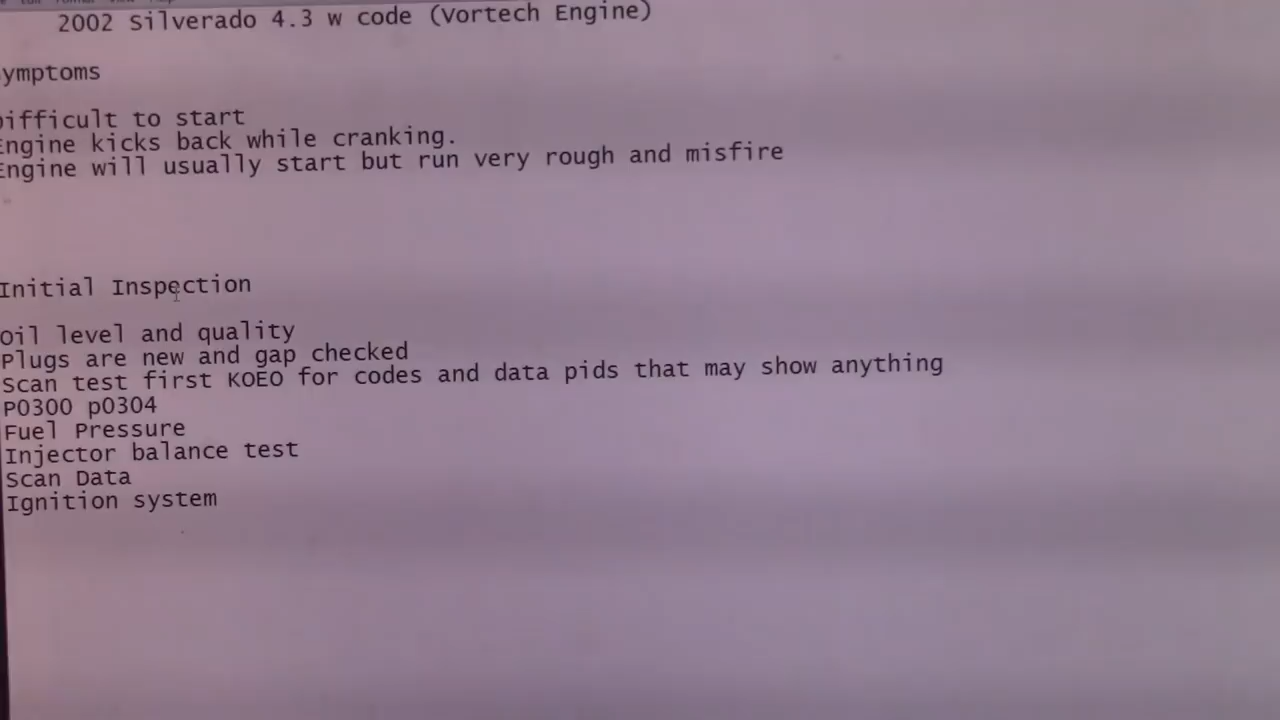 2002 Silverado 4.3 w code (Vortech Engine)
ymptoms
ifficult to start
Engine kicks back while cranking.
Engine will usually start but run very rough and misfire
Initial Inspection
Oil level and quality
Plugs are new and gap checked
Scan test first KOEO for codes and data pids that may show anything
P0300 p0304
Fuel Pressure
Injector balance test
Scan Data
Ignition system